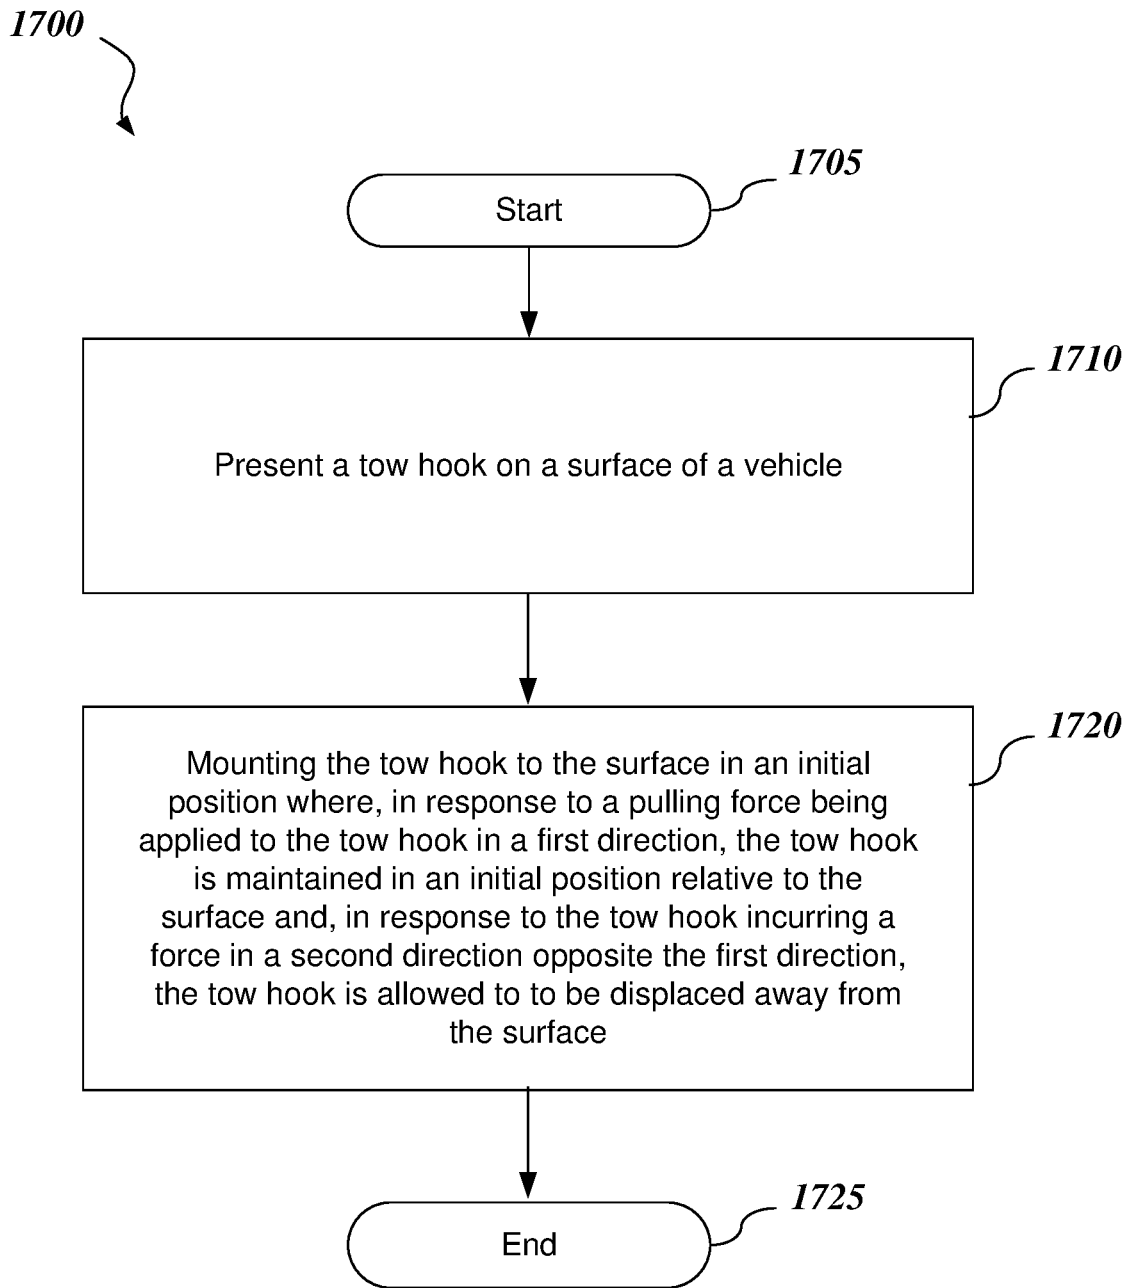 1700
1705
Start
1710
Present a tow hook on a surface of a vehicle
1720
Mounting the tow hook to the surface in an initial
position where, in response to a pulling force being
applied to the tow hook in a first direction, the tow hook
is maintained in an initial position relative to the
surface and, in response to the tow hook incurring a
force in a second direction opposite the first direction,
the tow hook is allowed to to be displaced away from
the surface
1725
End